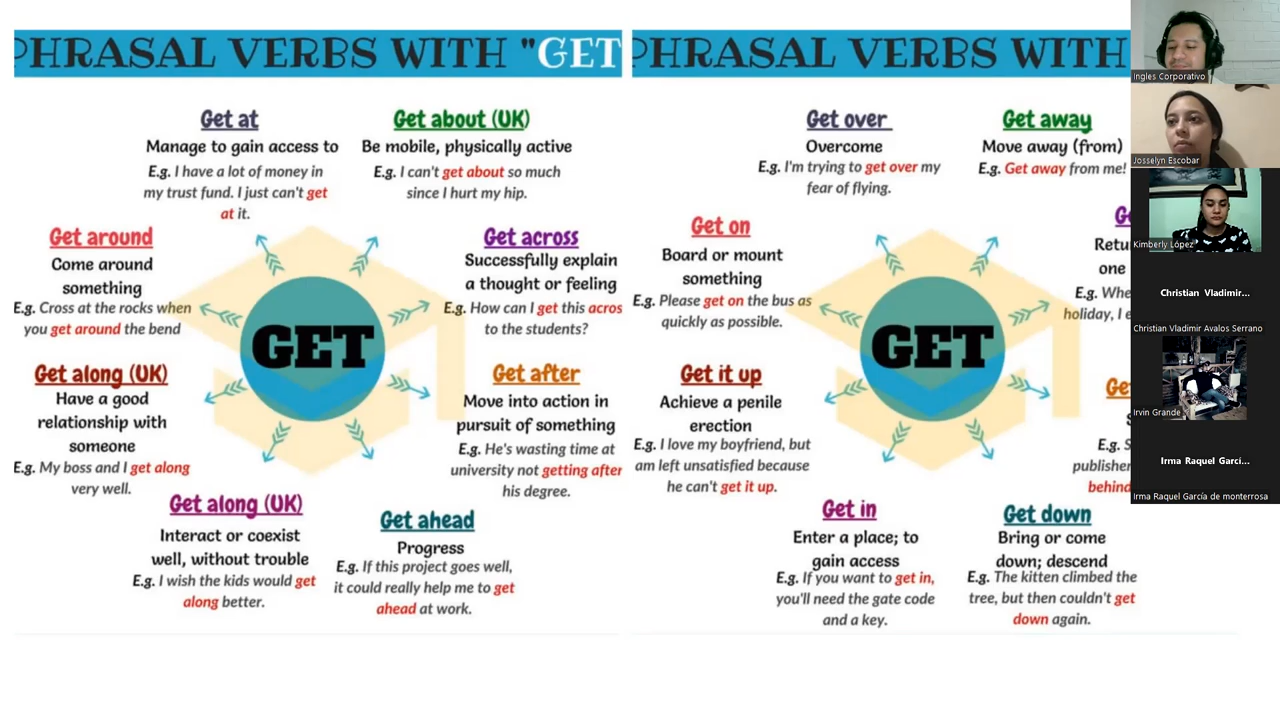 PHRASAL VERBS WITH "GET
Get at
Manage to gain access to
E.g. I have a lot of money in
my trust fund. I just can't get
at it.
Get about (UK)
Be mobile, physically active
E.g. I can't get about so much
since I hurt my hip.
Get around
Come around
something
E.g. Cross at the rocks when
you get around the bend
Get across
Successfully explain
a thought or feeling
E.g. How can I get this acros
to the students?
GET
Get along (UK)
Have a good
relationship with
someone
E.g. My boss and I get along
very well.
Get after
Move into action in
pursuit of something
E.g. He's wasting time at
university not getting after
his degree.
Get along (UK)
Interact or coexist
well, without trouble
E.g. I wish the kids would get
along better.
Get ahead
Progress
E.g. If this project goes well,
it could really help me to get
ahead at work.
PHRASAL VERBS WITH
Get over
Overcome
E.g. I'm trying to get over my
fear of flying.
Get away
Move away (from)
E.g. Get away from me!
Get on
Board or mount
something
E.g. Please get on the bus as
quickly as possible.
G
Retu
one
E.g. Whe
holiday, I e
GET
Get it up
Achieve a penile
erection
E.g. I love my boyfriend, but
am left unsatisfied because
he can't get it up.
Ge
S
E.g. S
publisher
behind
Get in
Enter a place; to
gain access
E.g. If you want to get in,
you'll need the gate code
and a key.
Get down
Bring or come
down; descend
E.g. The kitten climbed the
tree, but then couldn't get
down again.
Ingles Corporativo
Josselyn Escobar
Kimberly López
Christian Vladimir...
Christian Vladimir Avalos Serrano
Irvin Grande
Irma Raquel Garcí...
Irma Raquel García de monterrosa